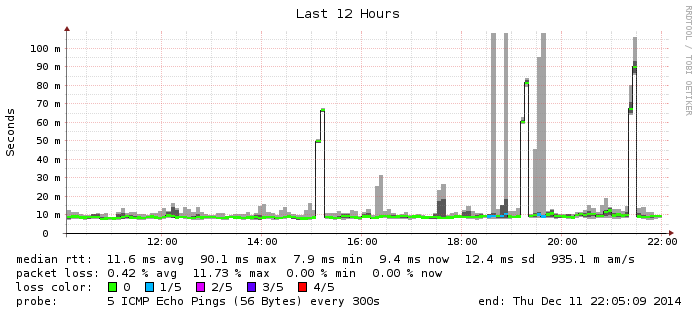 Last 12 Hours
RRDTOOL / TOBI OETIKER
Seconds
100 m
90 m
80 m
70 m
60 m
50 m
40 m
30 m
20 m
10 m
0
12:00 14:00 16:00 18:00 20:00 22:00
median rtt: 11.6 ms avg 90.1 ms max 7.9 ms min 9.4 ms now 12.4 ms sd 935.1 m am/s
packet loss: 0.42 % avg 11.73 % max 0.00 % min 0.00 % now
loss color: 0 1/5 2/5 3/5 4/5
probe: 5 ICMP Echo Pings (56 Bytes) every 300s end: Thu Dec 11 22:05:09 2014